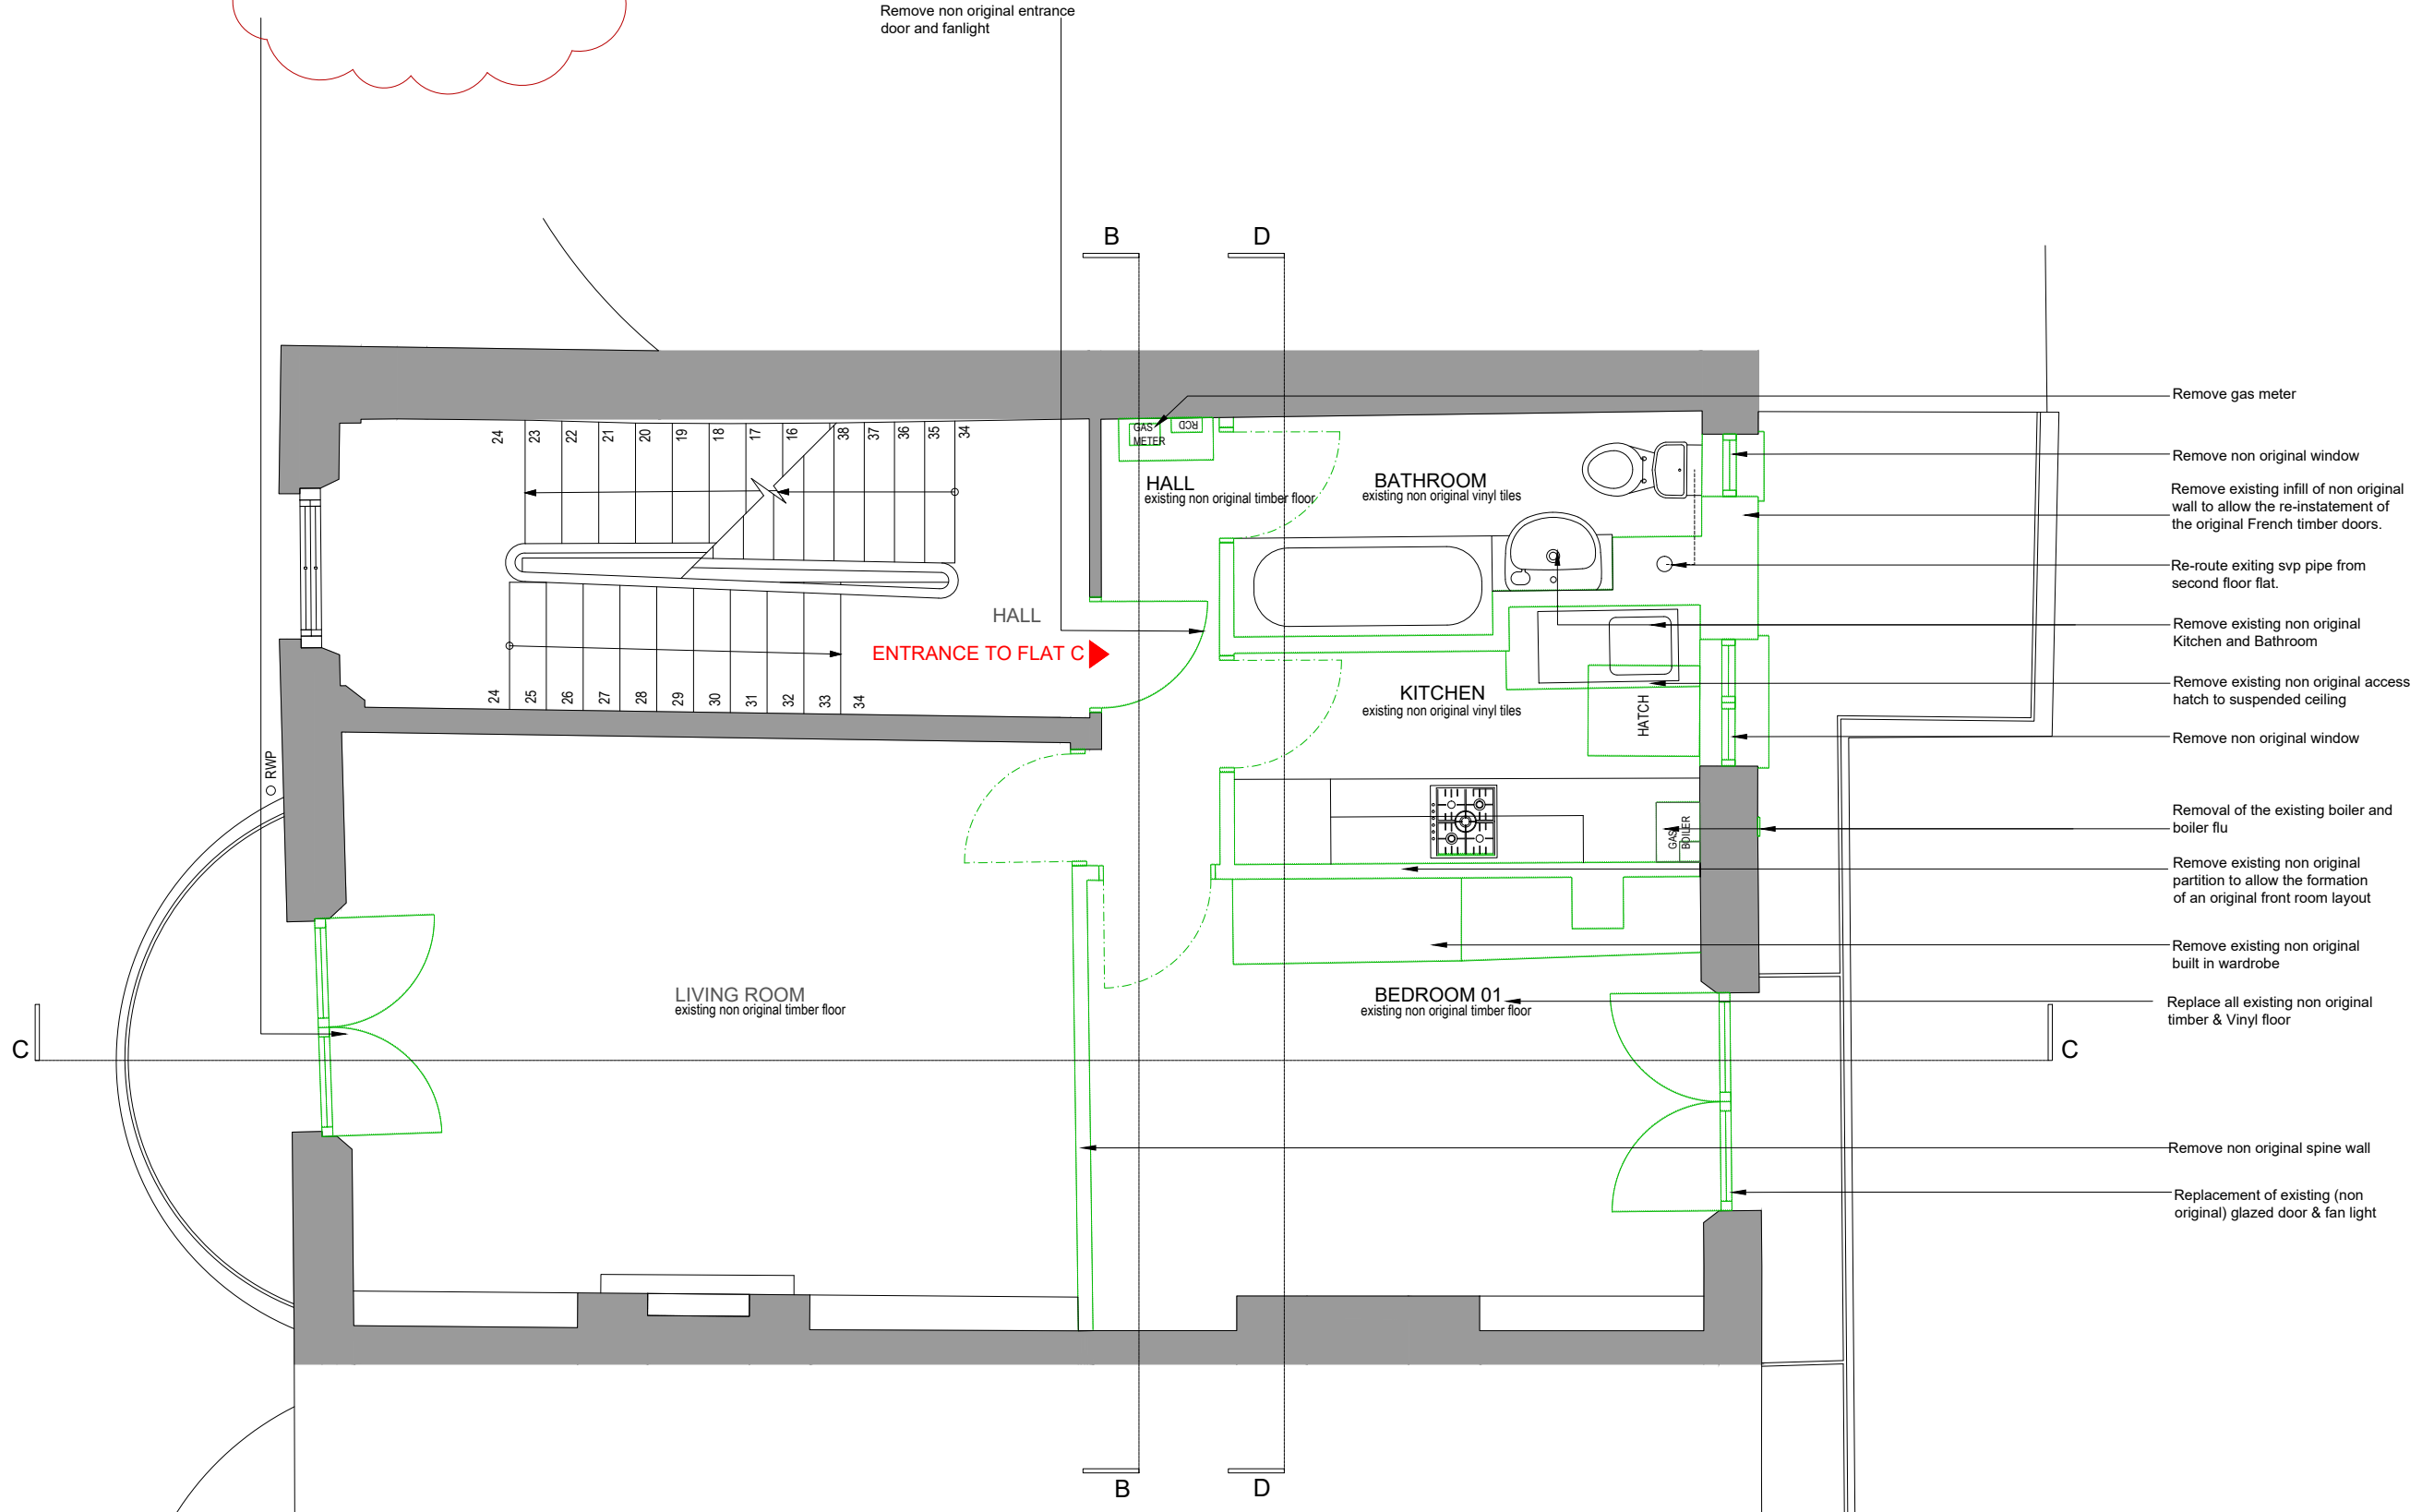 Remove non original entrance
door and fanlight
B
D
24
23
22
21
20
19
18
17
16
38
37
36
35
34
GAS
METER
RCD
HALL
existing non original timber floor
BATHROOM
existing non original vinyl tiles
HALL
ENTRANCE TO FLAT C
24
25
26
27
28
29
30
31
32
33
34
KITCHEN
existing non original vinyl tiles
HATCH
GAS
BOILER
RWP
LIVING ROOM
existing non original timber floor
BEDROOM 01
existing non original timber floor
C
C
B
D
Remove gas meter
Remove non original window
Remove existing infill of non original
wall to allow the re-instatement of
the original French timber doors.
Re-route exiting svp pipe from
second floor flat.
Remove existing non original
Kitchen and Bathroom
Remove existing non original access
hatch to suspended ceiling
Remove non original window
Removal of the existing boiler and
boiler flu
Remove existing non original
partition to allow the formation
of an original front room layout
Remove existing non original
built in wardrobe
Replace all existing non original
timber & Vinyl floor
Remove non original spine wall
Replacement of existing (non
original) glazed door & fan light